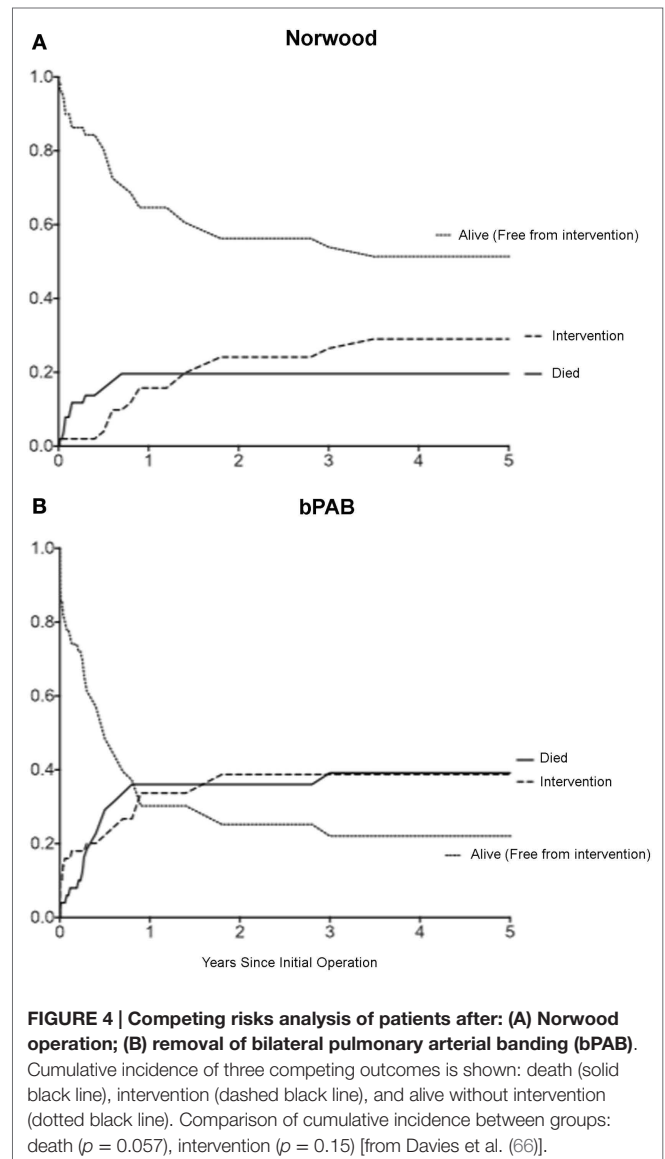 A
Norwood
1.0
0.8
0.6
Alive (Free from intervention)
0.4
Intervention
0.2
Died
0.0
0 1 2 3 4 5
B
bPAB
1.0
0.8
0.6
0.4
Died
Intervention
0.2
Alive (Free from intervention)
0.0
0 1 2 3 4 5
Years Since Initial Operation
FIGURE 4 | Competing risks analysis of patients after: (A) Norwood
operation; (B) removal of bilateral pulmonary arterial banding (bPAB).
Cumulative incidence of three competing outcomes is shown: death (solid
black line), intervention (dashed black line), and alive without intervention
(dotted black line). Comparison of cumulative incidence between groups:
death (p = 0.057), intervention (p = 0.15) [from Davies et al. (66)].